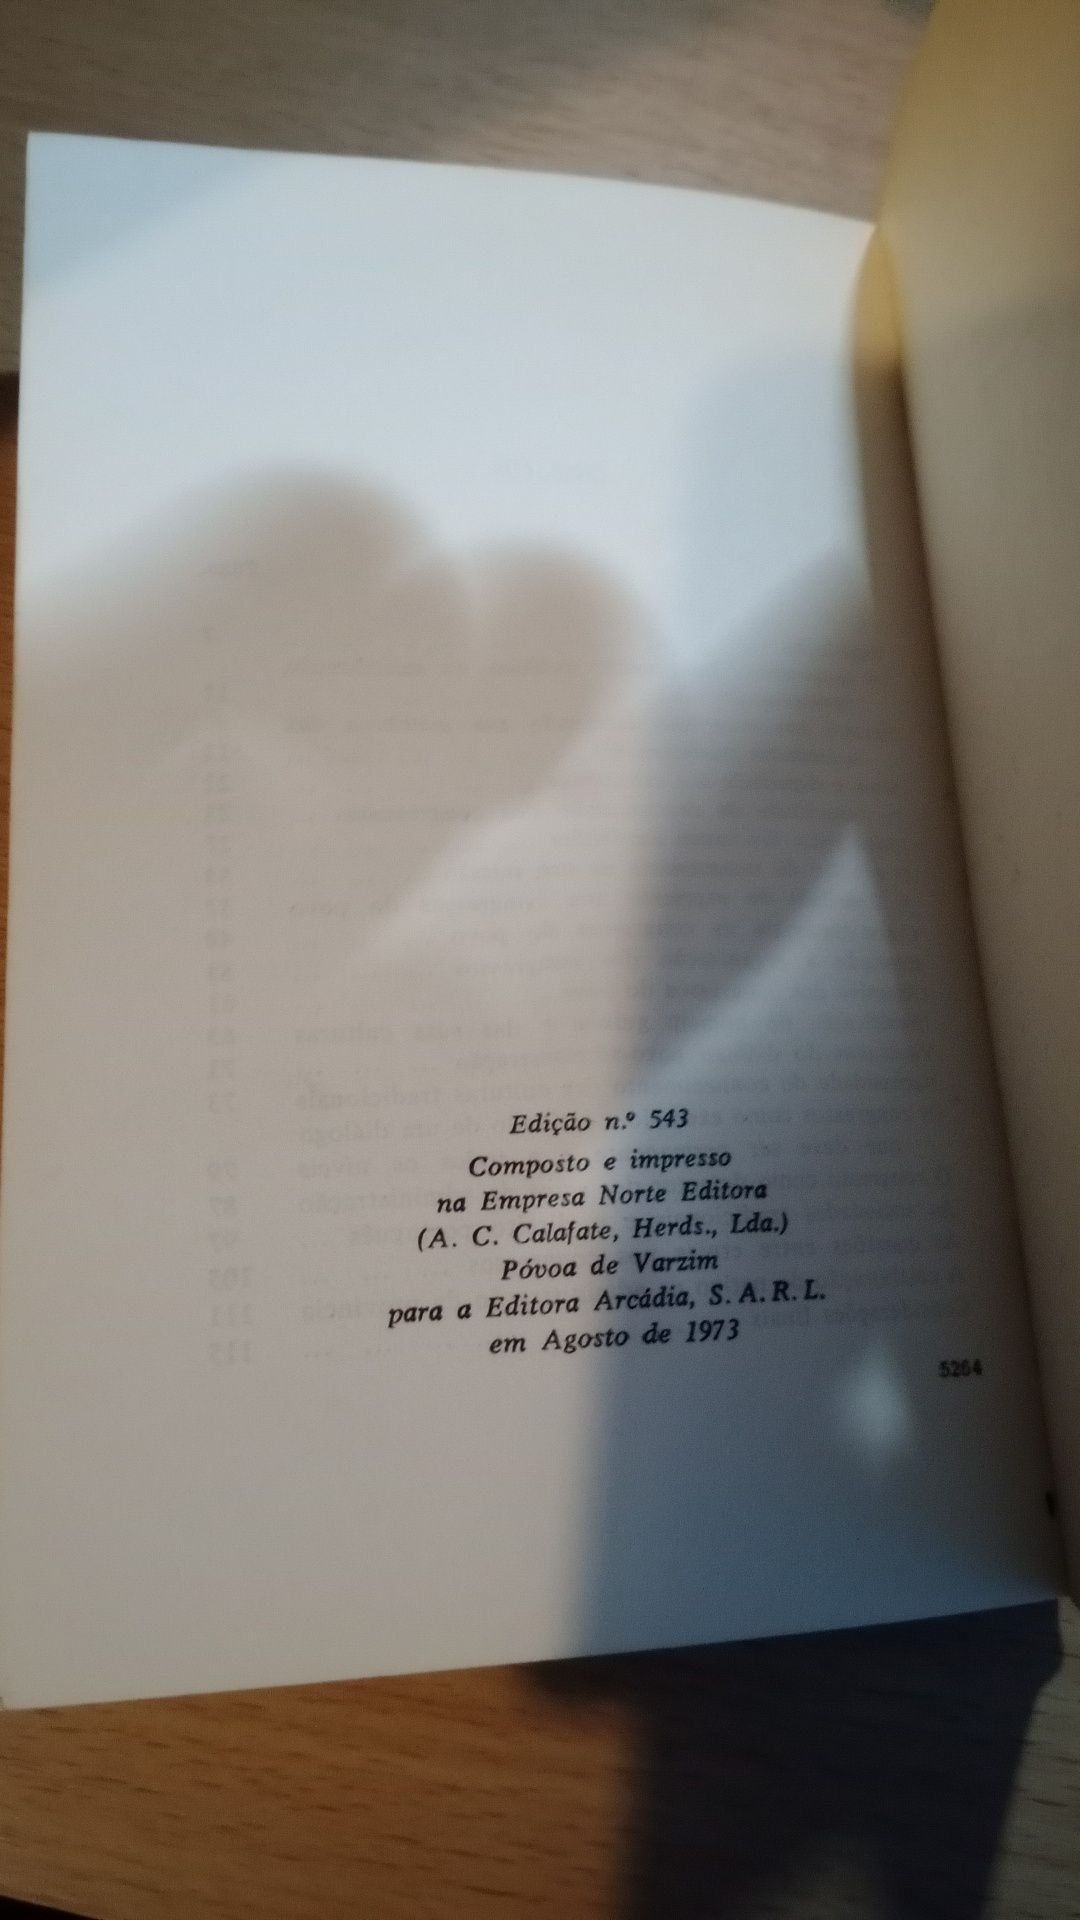 Edição n.º 543
Composto e impresso
na Empresa Norte Editora
(A. C. Calafate, Herds., Lda.)
Póvoa de Varzim
para a Editora Arcádia, S. A. R. L.
em Agosto de 1973
5264